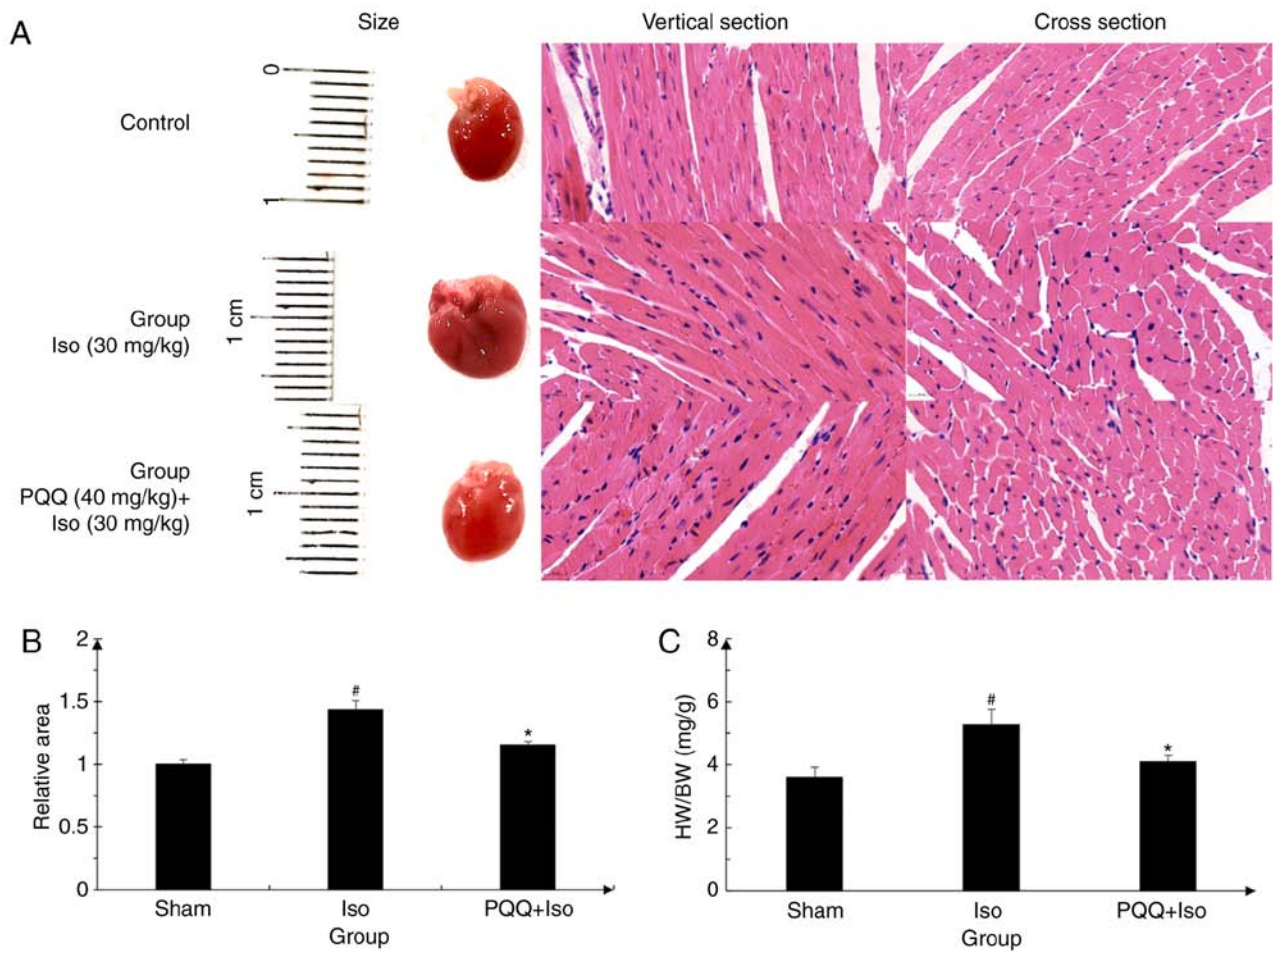 A
Size
Vertical section
Cross section
0
Control
1
Group
Iso (30 mg/kg)
1 cm
Group
PQQ (40 mg/kg)+
Iso (30 mg/kg)
1 cm
B
2
1.5
1
0.5
0
Relative area
#
*
Sham
Iso
PQQ+Iso
Group
C
8
6
4
2
0
HW/BW (mg/g)
#
*
Sham
Iso
PQQ+Iso
Group